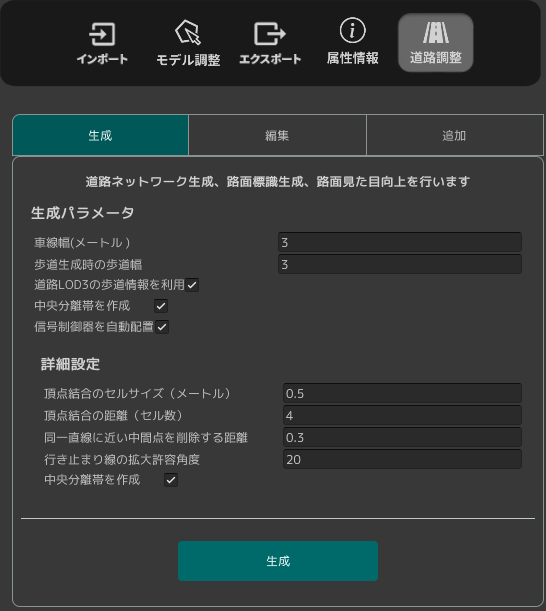 インポート
モデル調整
エクスポート
属性情報
道路調整
生成
編集
追加
道路ネットワーク生成、路面標識生成、路面見た目向上を行います
生成パラメータ
車線幅(メートル) 3
歩道生成時の歩道幅 3
道路LOD3の歩道情報を利用
中央分離帯を作成
信号制御器を自動配置
詳細設定
頂点結合のセルサイズ（メートル） 0.5
頂点結合の距離（セル数） 4
同一直線に近い中間点を削除する距離 0.3
行き止まり線の拡大許容角度 20
中央分離帯を作成
生成